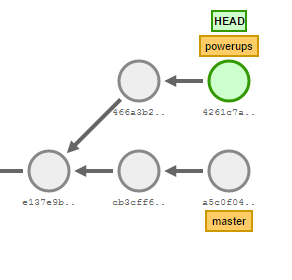 HEAD
powerups
466a3b2..
4261c7a..
e137e9b..
cb3cff6..
a5c0f04..
master